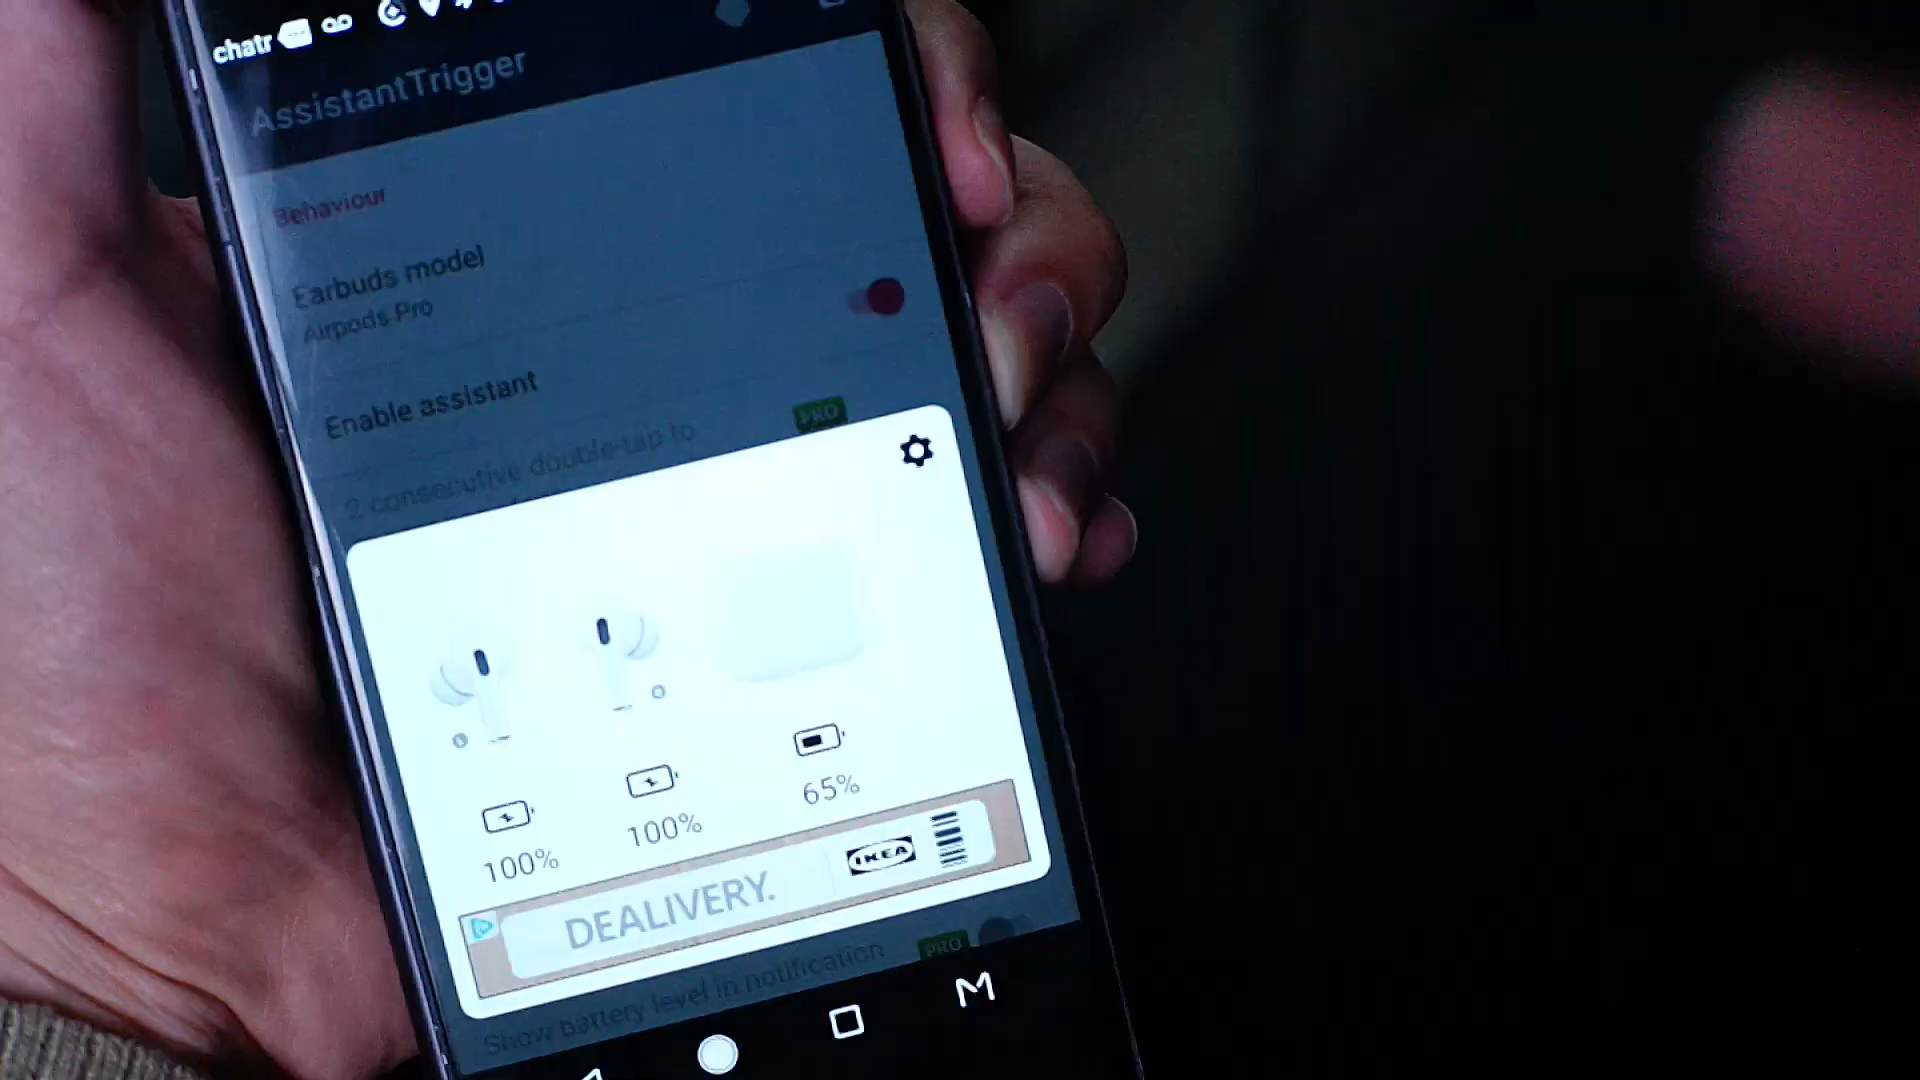 chatr
AssistantTrigger
Behaviour
Earbuds model
Airpods Pro
Enable assistant
PRO
2 consecutive double-tap to
65%
100%
100%
IKEA
DEALIVERY.
PRO
Show battery level in notification